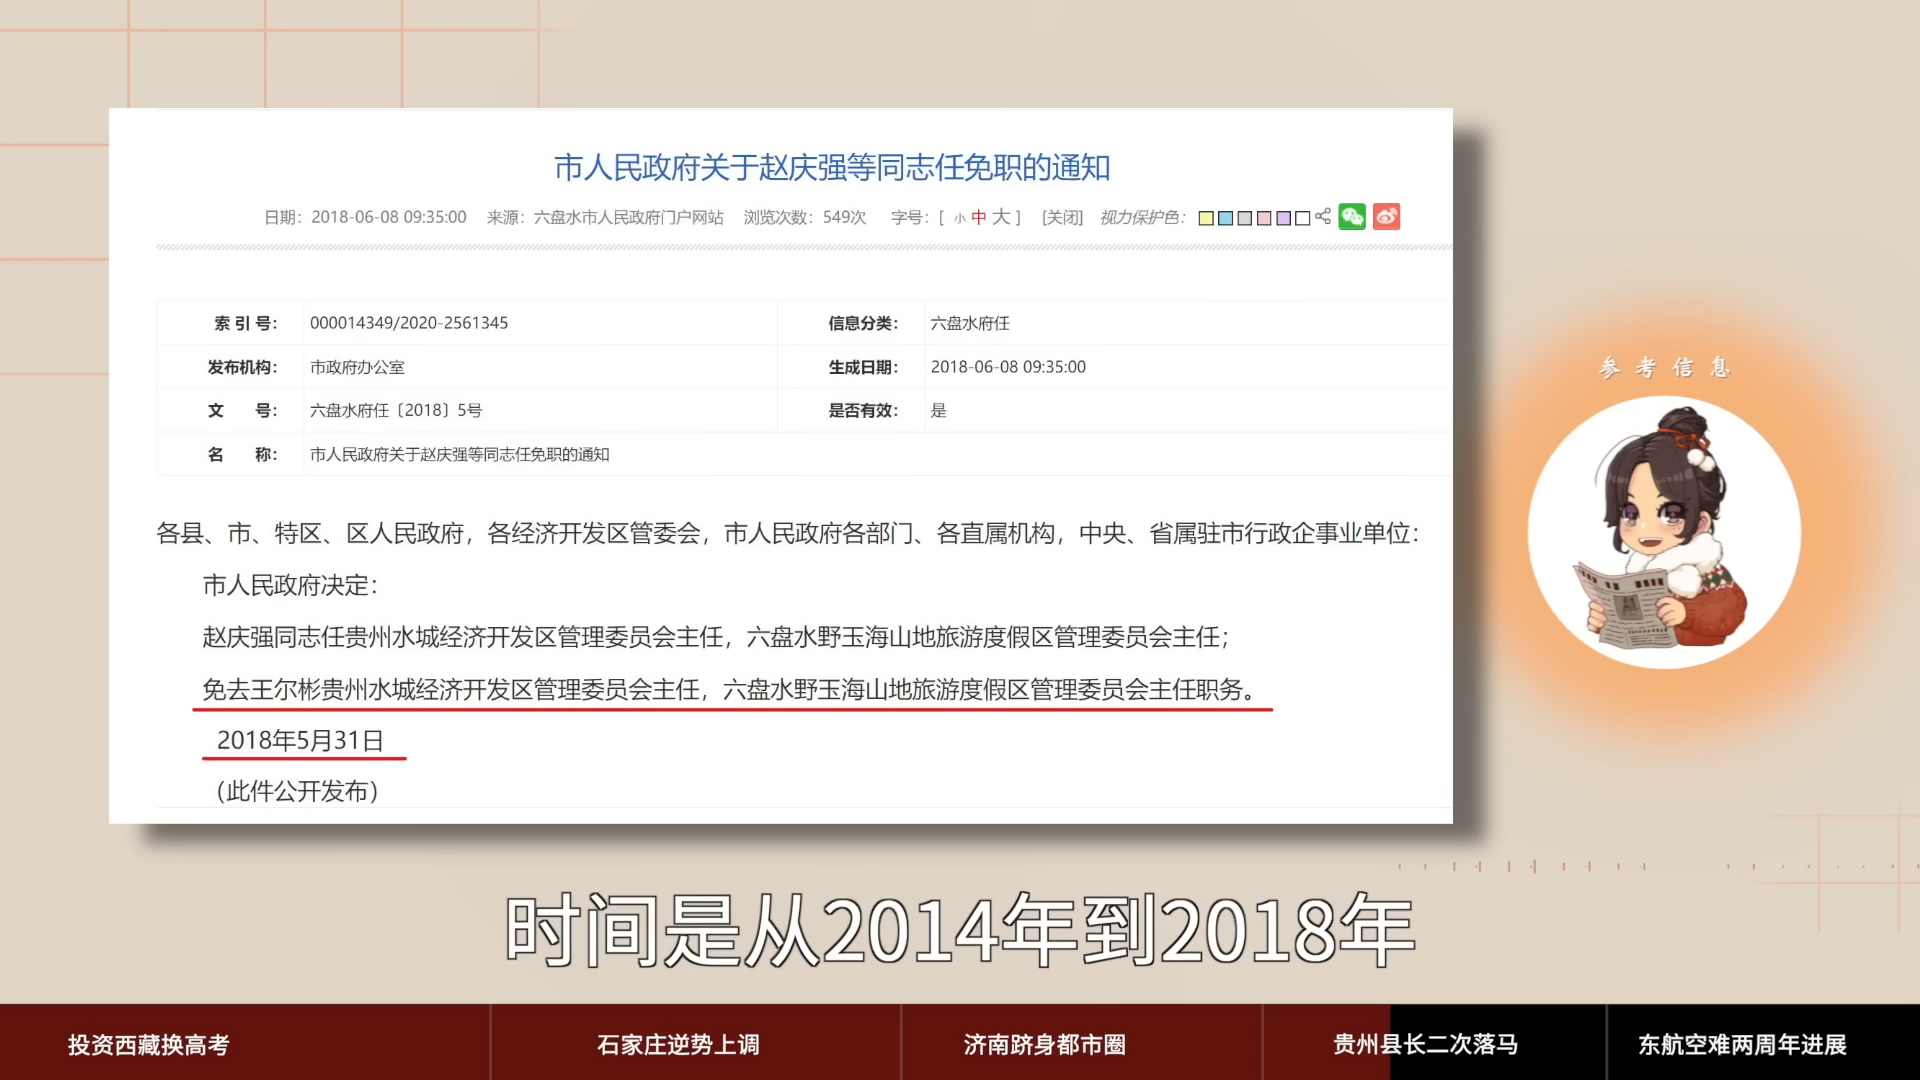 市人民政府关于赵庆强等同志任免职的通知
日期：2018-06-08 09:35:00 来源：六盘水市人民政府门户网站 浏览次数：549次 字号：[ 小 中 大 ] [关闭] 视力保护色：
索 引 号： 000014349/2020-2561345 信息分类： 六盘水府任
发布机构： 市政府办公室 生成日期： 2018-06-08 09:35:00
文 号： 六盘水府任〔2018〕5号 是否有效： 是
名 称： 市人民政府关于赵庆强等同志任免职的通知
各县、市、特区、区人民政府，各经济开发区管委会，市人民政府各部门、各直属机构，中央、省属驻市行政企事业单位：
市人民政府决定：
赵庆强同志任贵州水城经济开发区管理委员会主任，六盘水野玉海山地旅游度假区管理委员会主任；
免去王尔彬贵州水城经济开发区管理委员会主任，六盘水野玉海山地旅游度假区管理委员会主任职务。
2018年5月31日
（此件公开发布）
参考信息
时间是从2014年到2018年
投资西藏换高考 石家庄逆势上调 济南跻身都市圈 贵州县长二次落马 东航空难两周年进展